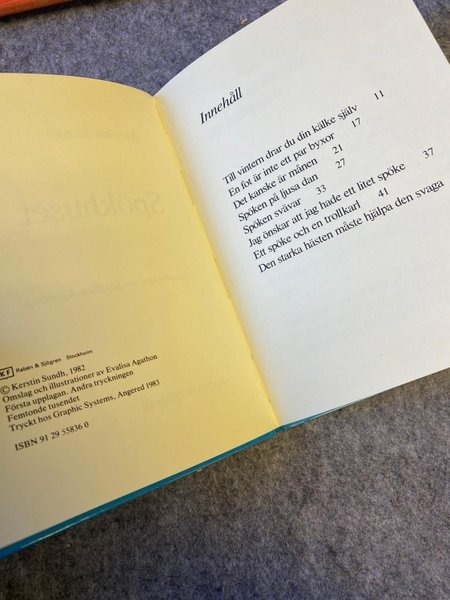 KF Rabén & Sjögren Stockholm
© Kerstin Sundh, 1982
Omslag och illustrationer av Evalisa Agathon
Första upplagan. Andra tryckningen
Femtonde tusendet
Tryckt hos Graphic Systems, Angered 1983
ISBN 91 29 55836 0
Innehåll
Till vintern drar du din kälke själv 11
En fot är inte ett par byxor 17
Det kanske är månen 21
Spöken på ljusa dan 27
Spöken svävar 33
Jag önskar att jag hade ett litet spöke 37
Ett spöke och en trollkarl 41
Den starka hästen måste hjälpa den svaga